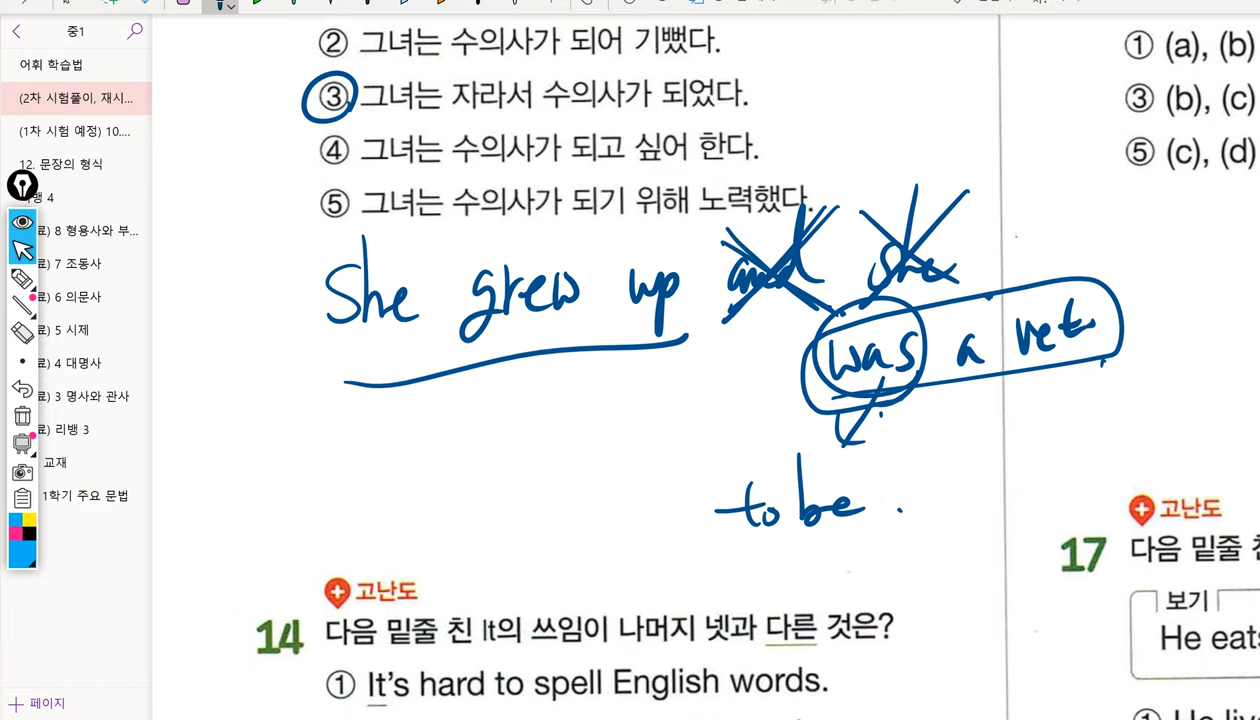 중1
어휘 학습법
(2차 시험풀이, 재시...
(1차 시험 예정) 10....
12. 문장의 형식
뱅 4
료) 8 형용사와 부...
료) 7 조동사
료) 6 의문사
료) 5 시제
료) 4 대명사
료) 3 명사와 관사
료) 리뱅 3
교재
1학기 주요 문법
페이지
② 그녀는 수의사가 되어 기뻤다.
③ 그녀는 자라서 수의사가 되었다.
④ 그녀는 수의사가 되고 싶어 한다.
⑤ 그녀는 수의사가 되기 위해 노력했다.
She grew up and she
was a vet.
to be.
고난도
14 다음 밑줄 친 It의 쓰임이 나머지 넷과 다른 것은?
① It's hard to spell English words.
① (a), (b)
③ (b), (c)
⑤ (c), (d)
고난도
17 다음 밑줄 친
보기
He eats
① He live